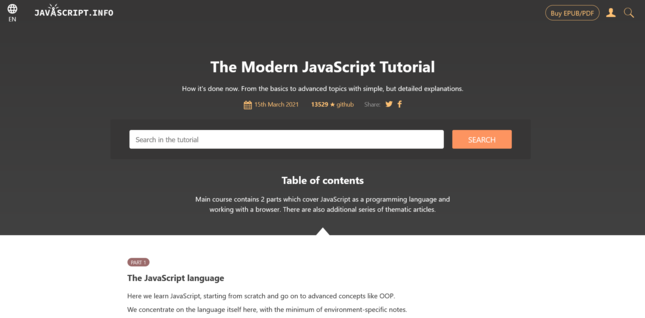 EN
JAVASCRIPT.INFO
Buy EPUB/PDF
The Modern JavaScript Tutorial
How it's done now. From the basics to advanced topics with simple, but detailed explanations.
15th March 2021 13529 ★ github Share
Search in the tutorial
SEARCH
Table of contents
Main course contains 2 parts which cover JavaScript as a programming language and
working with a browser. There are also additional series of thematic articles.
PART 1
The JavaScript language
Here we learn JavaScript, starting from scratch and go on to advanced concepts like OOP.
We concentrate on the language itself here, with the minimum of environment-specific notes.